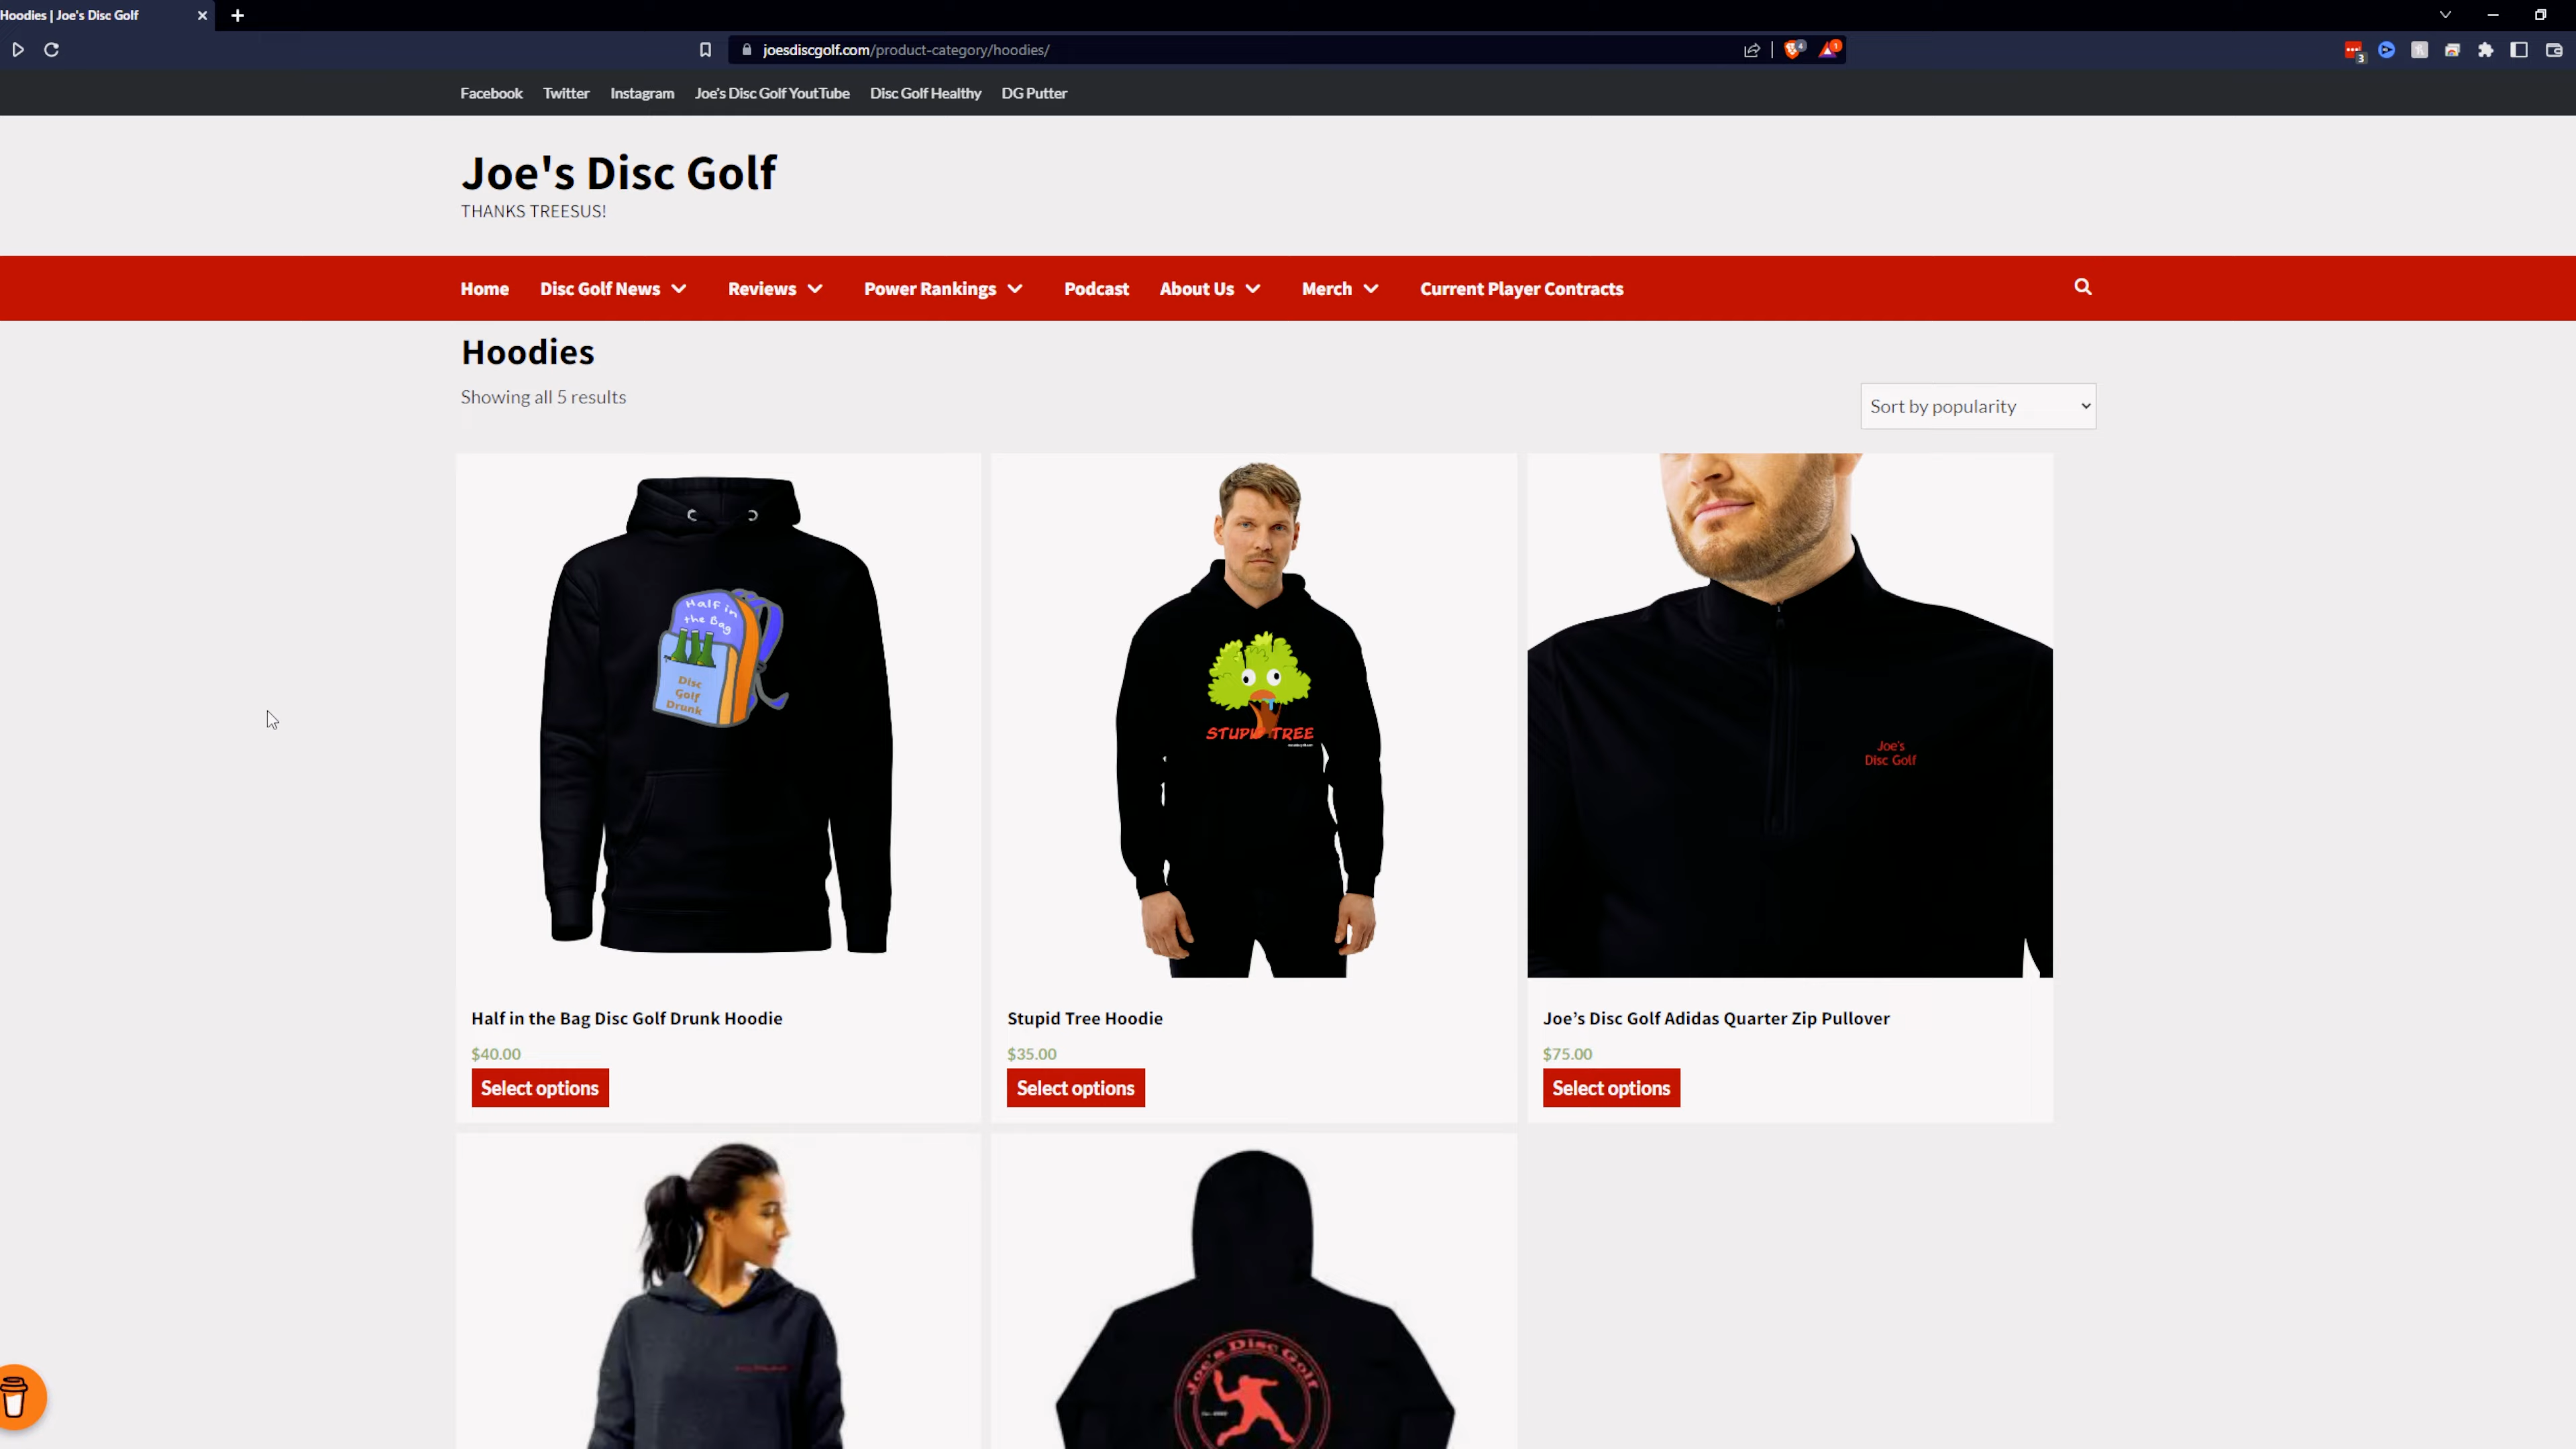 Hoodies | Joe's Disc Golf
joesdiscgolf.com/product-category/hoodies/
4
1
3
Facebook Twitter Instagram Joe's Disc Golf YoutTube Disc Golf Healthy DG Putter
Joe's Disc Golf
THANKS TREESUS!
Home Disc Golf News Reviews Power Rankings Podcast About Us Merch Current Player Contracts
Hoodies
Showing all 5 results
Sort by popularity
Half in
the Bag
Disc
Golf
Drunk
STUPID TREE
Joe's
Disc Golf
Half in the Bag Disc Golf Drunk Hoodie
$40.00
Select options
Stupid Tree Hoodie
$35.00
Select options
Joe’s Disc Golf Adidas Quarter Zip Pullover
$75.00
Select options
Joe's Disc Golf